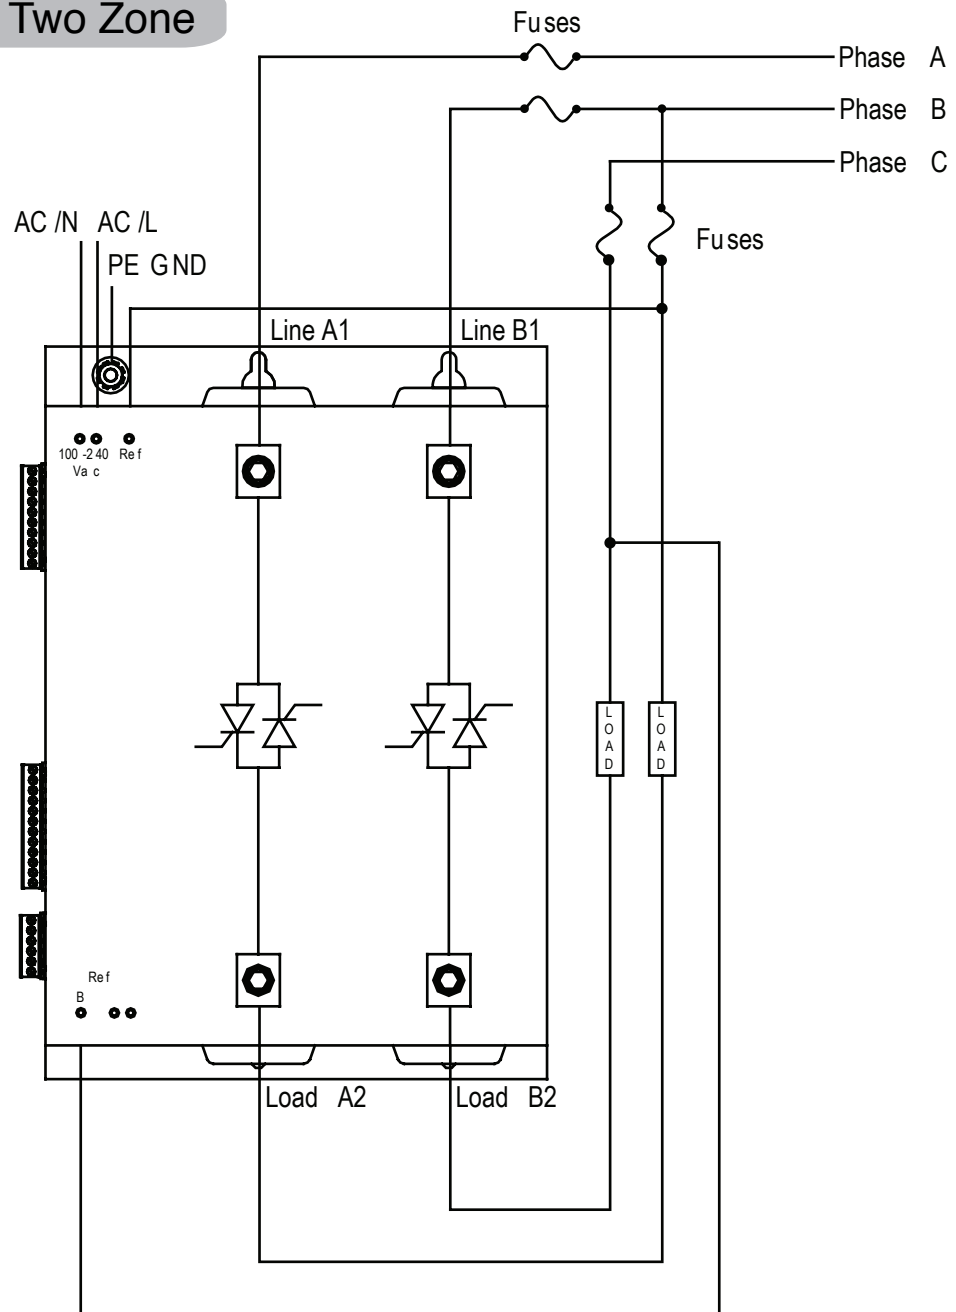 Two Zone
Fuses
Phase A
Phase B
Phase C
AC /N AC /L
Fuses
PE GND
Line A1 Line B1
100 -240 Ref
Vac
LOAD LOAD
Ref
B
Load A2 Load B2